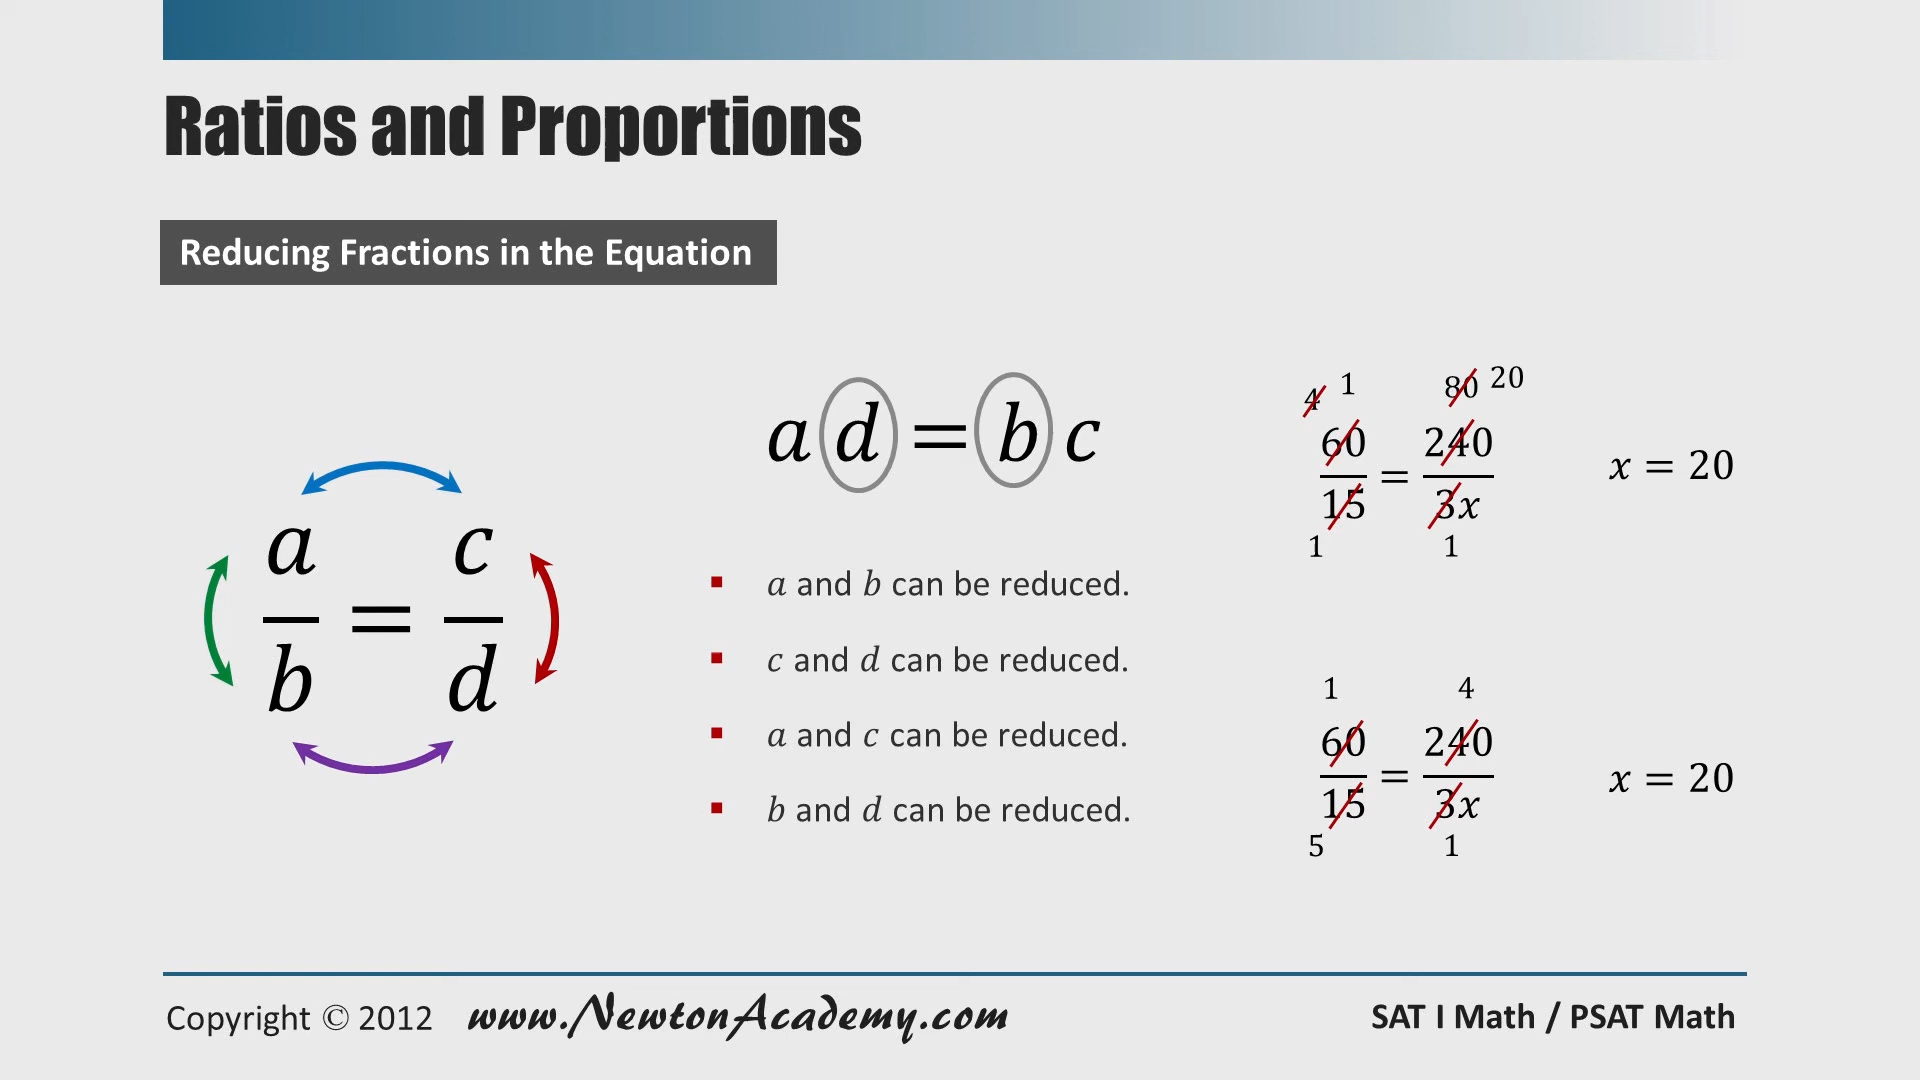 Ratios and Proportions
Reducing Fractions in the Equation
a/b = c/d
a d = b c
▪ a and b can be reduced.
▪ c and d can be reduced.
▪ a and c can be reduced.
▪ b and d can be reduced.
4 1 80 20
60/15 = 240/3x
1 1
x = 20
1 4
60/15 = 240/3x
5 1
x = 20
Copyright © 2012 www.NewtonAcademy.com SAT I Math / PSAT Math